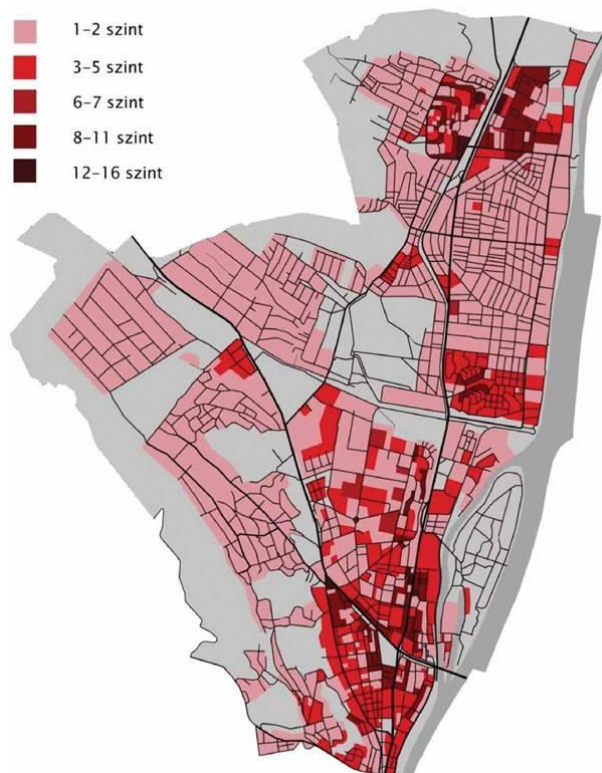 1–2 szint
3–5 szint
6–7 szint
8–11 szint
12–16 szint